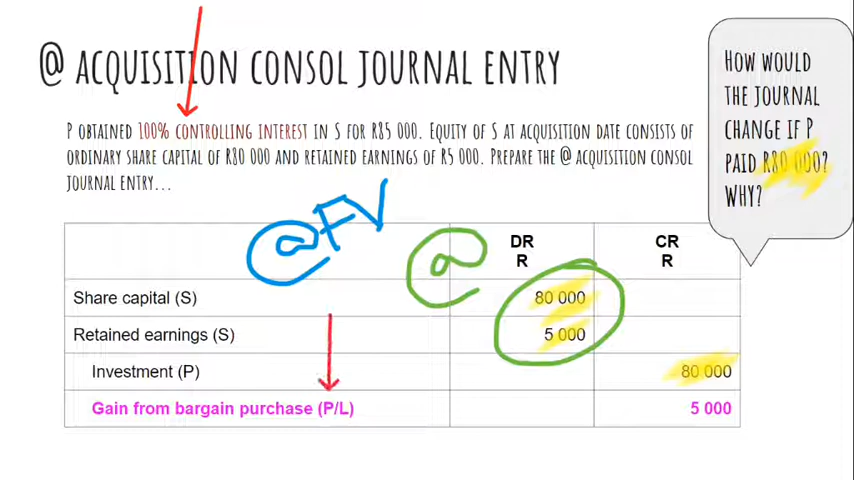 @ ACQUISITION CONSOL JOURNAL ENTRY
P OBTAINED 100% CONTROLLING INTEREST IN S FOR R85 000. EQUITY OF S AT ACQUISITION DATE CONSISTS OF
ORDINARY SHARE CAPITAL OF R80 000 AND RETAINED EARNINGS OF R5 000. PREPARE THE @ ACQUISITION CONSOL
JOURNAL ENTRY...
HOW WOULD
THE JOURNAL
CHANGE IF P
PAID R80 000?
WHY?
@FV
@
DR CR
R R
Share capital (S) 80 000
Retained earnings (S) 5 000
Investment (P) 80 000
Gain from bargain purchase (P/L) 5 000